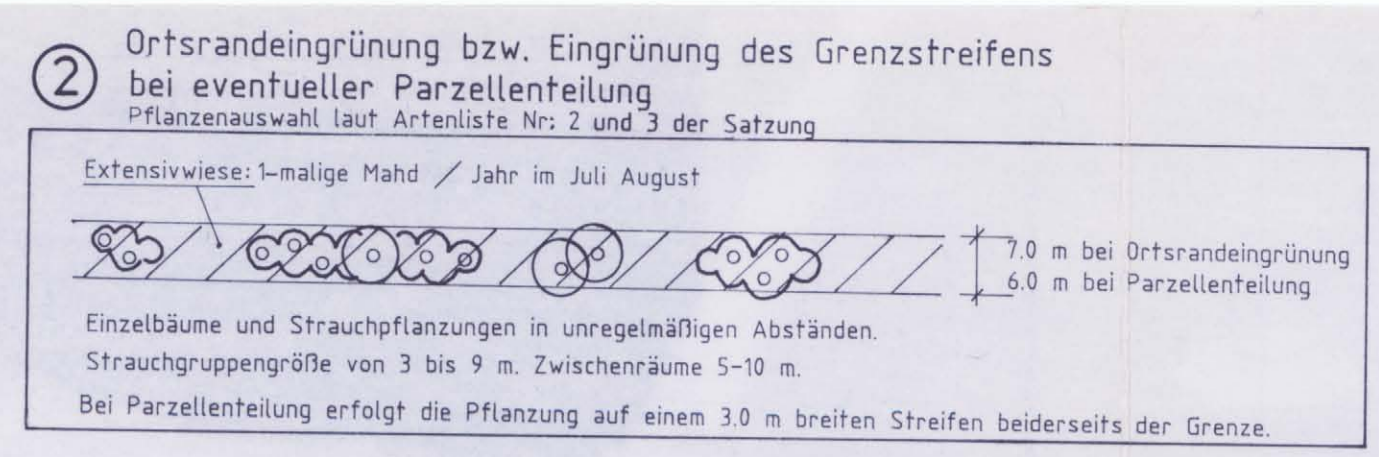 2
Ortsrandeingrünung bzw. Eingrünung des Grenzstreifens
bei eventueller Parzellenteilung
Pflanzenauswahl laut Artenliste Nr: 2 und 3 der Satzung
Extensivwiese: 1-malige Mahd / Jahr im Juli August
7.0 m bei Ortsrandeingrünung
6.0 m bei Parzellenteilung
Einzelbäume und Strauchpflanzungen in unregelmäßigen Abständen.
Strauchgruppengröße von 3 bis 9 m. Zwischenräume 5-10 m.
Bei Parzellenteilung erfolgt die Pflanzung auf einem 3.0 m breiten Streifen beiderseits der Grenze.